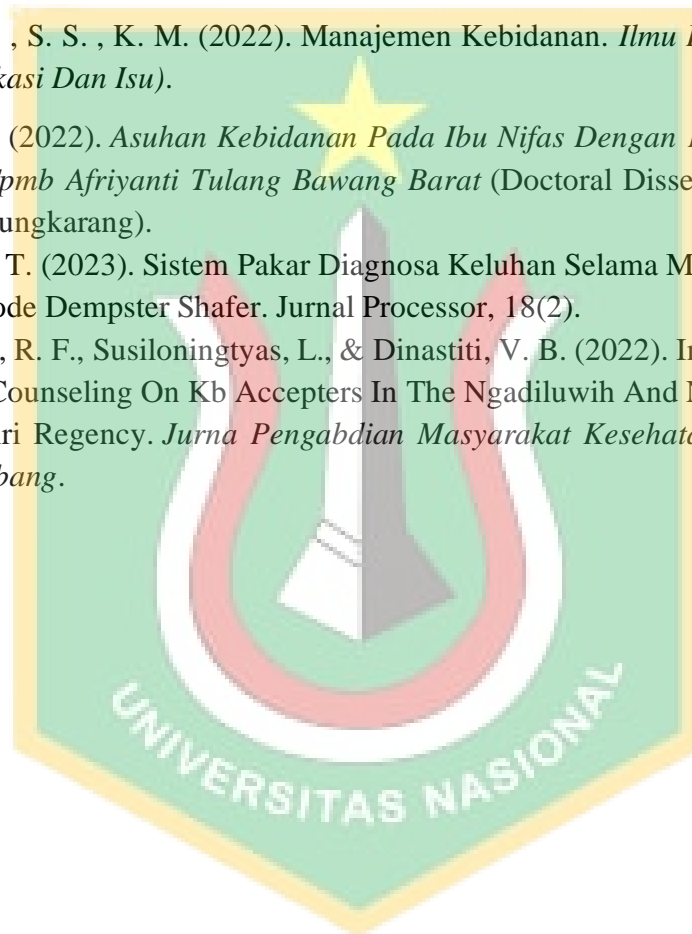 , S. S. , K. M. (2022). Manajemen Kebidanan. Ilmu
kasi Dan Isu).
(2022). Asuhan Kebidanan Pada Ibu Nifas Dengan
/pmb Afriyanti Tulang Bawang Barat (Doctoral Disse
ungkarang).
T. (2023). Sistem Pakar Diagnosa Keluhan Selama M
ode Dempster Shafer. Jurnal Processor, 18(2).
, R. F., Susiloningtyas, L., & Dinastiti, V. B. (2022). I
Counseling On Kb Accepters In The Ngadiluwih And
ri Regency. Jurna Pengabdian Masyarakat Kesehata
bang.
UNIVERSITAS NASIONAL